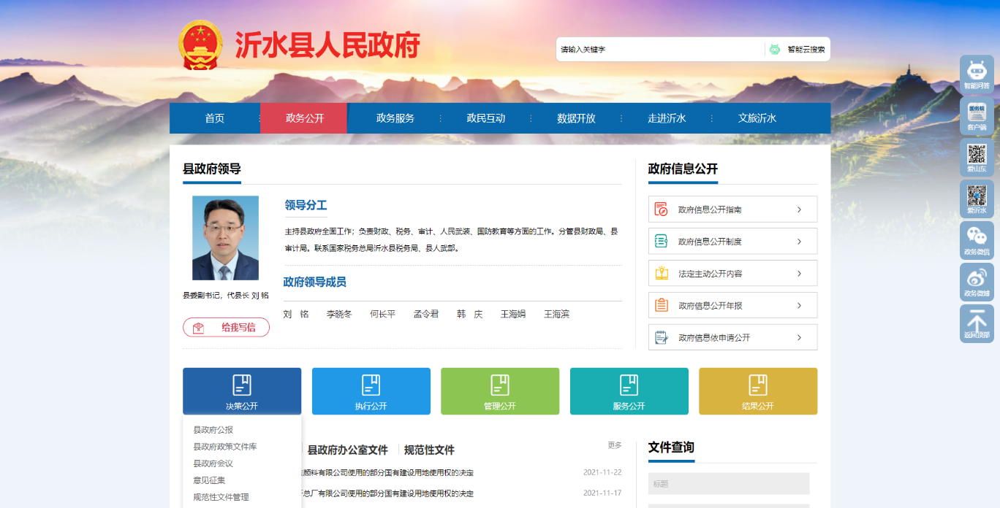 沂水县人民政府
请输入关键字
智能云搜索
首页
政务公开
政务服务
政民互动
数据开放
走进沂水
文旅沂水
县政府领导
领导分工
主持县政府全面工作；负责财政、税务、审计、人民武装、国防教育等方面的工作。分管县财政局、县
审计局。联系国家税务总局沂水县税务局、县人武部。
县委副书记，代县长 刘 铭
给我写信
政府领导成员
刘　铭 李晓冬 何长平 孟令君 韩　庆 王海娟 王海滨
政府信息公开
政府信息公开指南
政府信息公开制度
法定主动公开内容
政府信息公开年报
政府信息依申请公开
决策公开
执行公开
管理公开
服务公开
结果公开
县政府公报
县政府政策文件库
县政府会议
意见征集
规范性文件管理
县政府办公室文件 规范性文件
更多
颜料有限公司使用的部分国有建设用地使用权的决定 2021-11-22
总厂有限公司使用的部分国有建设用地使用权的决定 2021-11-17
文件查询
标题
智能问答
国务院
客户端
爱山东
爱沂水
政务微信
政务微博
返回顶部